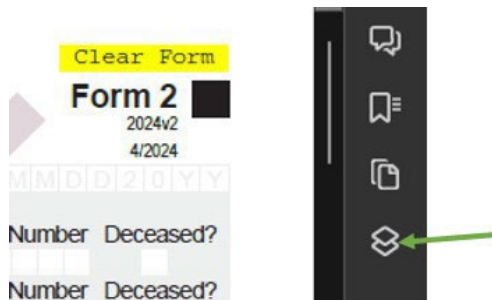 Clear Form
Form 2
2024v2
4/2024
MMDD20YY
Number Deceased?
Number Deceased?